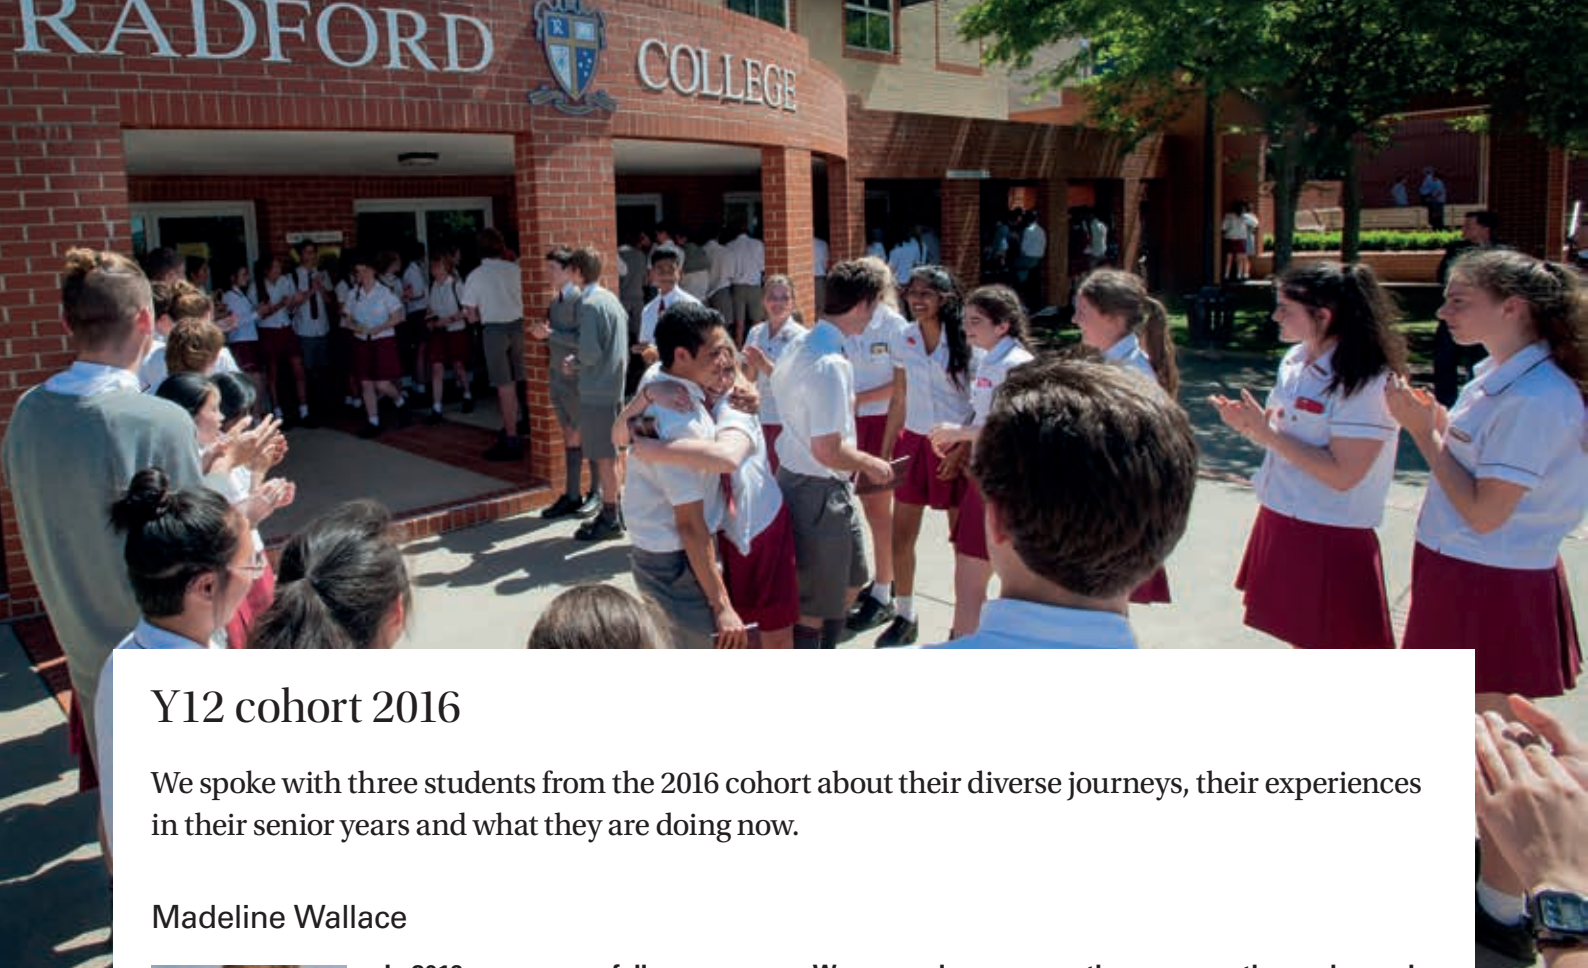 RADFORD COLLEGE
Y12 cohort 2016
We spoke with three students from the 2016 cohort about their diverse journeys, their experiences
in their senior years and what they are doing now.
Madeline Wallace